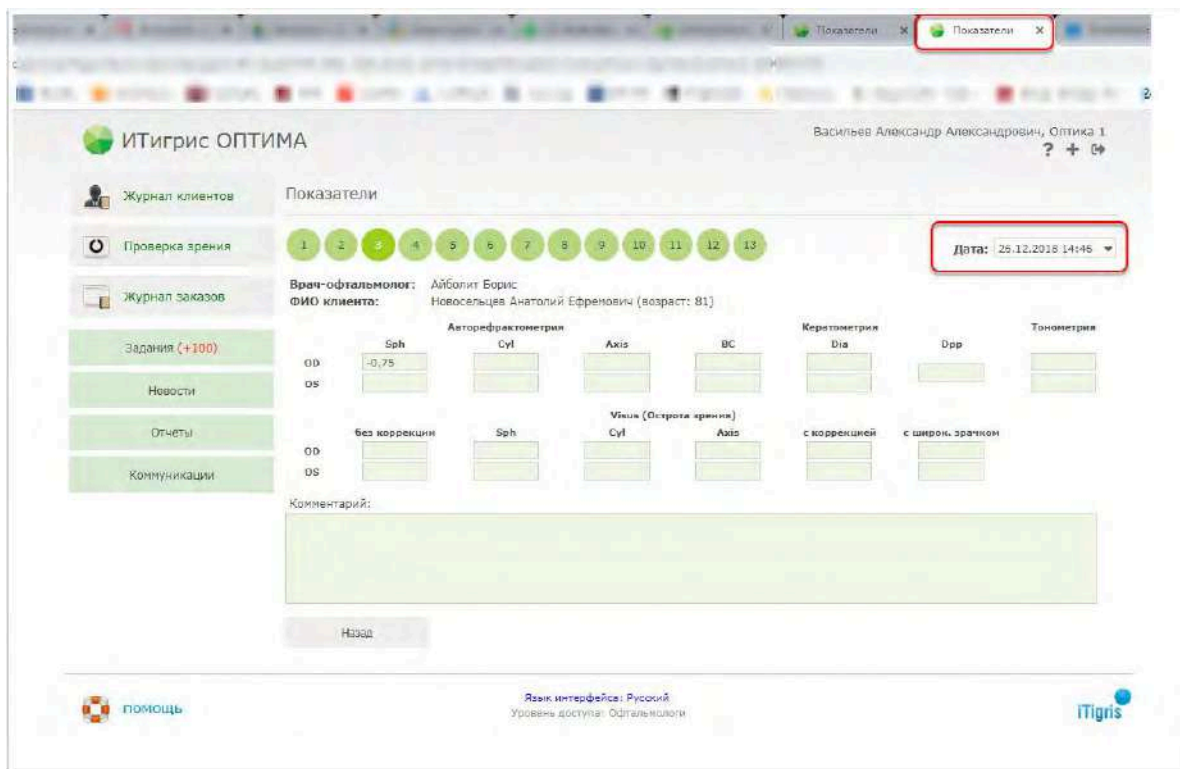 Показатели Показатели
ИТигрис ОПТИМА
Васильев Александр Александрович, Оптика 1
?
Журнал клиентов
Проверка зрения
Журнал заказов
Задания (+100)
Новости
Отчеты
Коммуникации
Показатели
1 2 3 4 5 6 7 8 9 10 11 12 13
Дата: 26.12.2018 14:46
Врач-офтальмолог: Айболит Борис
ФИО клиента: Новосельцев Анатолий Ефремович (возраст: 81)
Авторефрактометрия Кератометрия Тонометрия
Sph Cyl Axis BC Dia Dpp
OD -0,75
OS
Visus (Острота зрения)
без коррекции Sph Cyl Axis с коррекцией с широк. зрачком
OD
OS
Комментарий:
Назад
ПОМОЩЬ
Язык интерфейса: Русский
Уровень доступа: Офтальмологи
iTigris